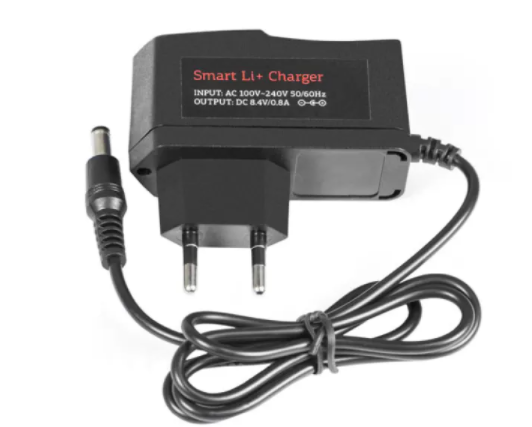 Smart Li+ Charger
INPUT: AC 100V~240V 50/60Hz
OUTPUT: DC 8.4V/0.8A